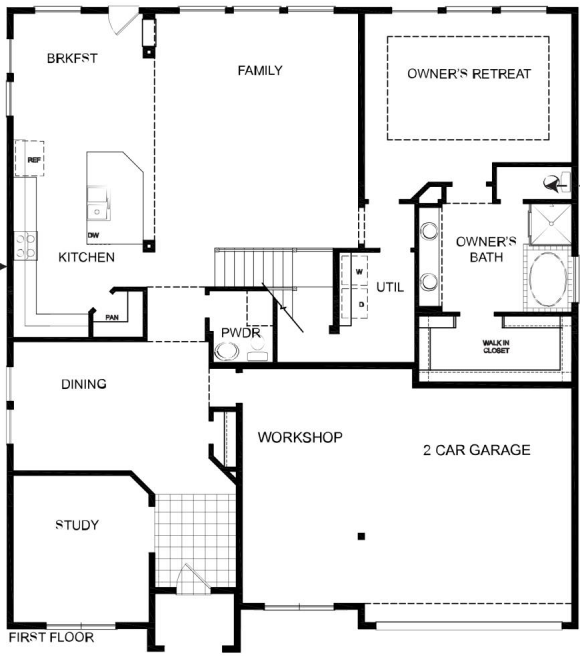 BRKFST
FAMILY
OWNER'S RETREAT
REF
DW
KITCHEN
OWNER'S
BATH
W
D
UTIL
PAN
PWDR
WALK IN
CLOSET
DINING
WORKSHOP
2 CAR GARAGE
STUDY
FIRST FLOOR